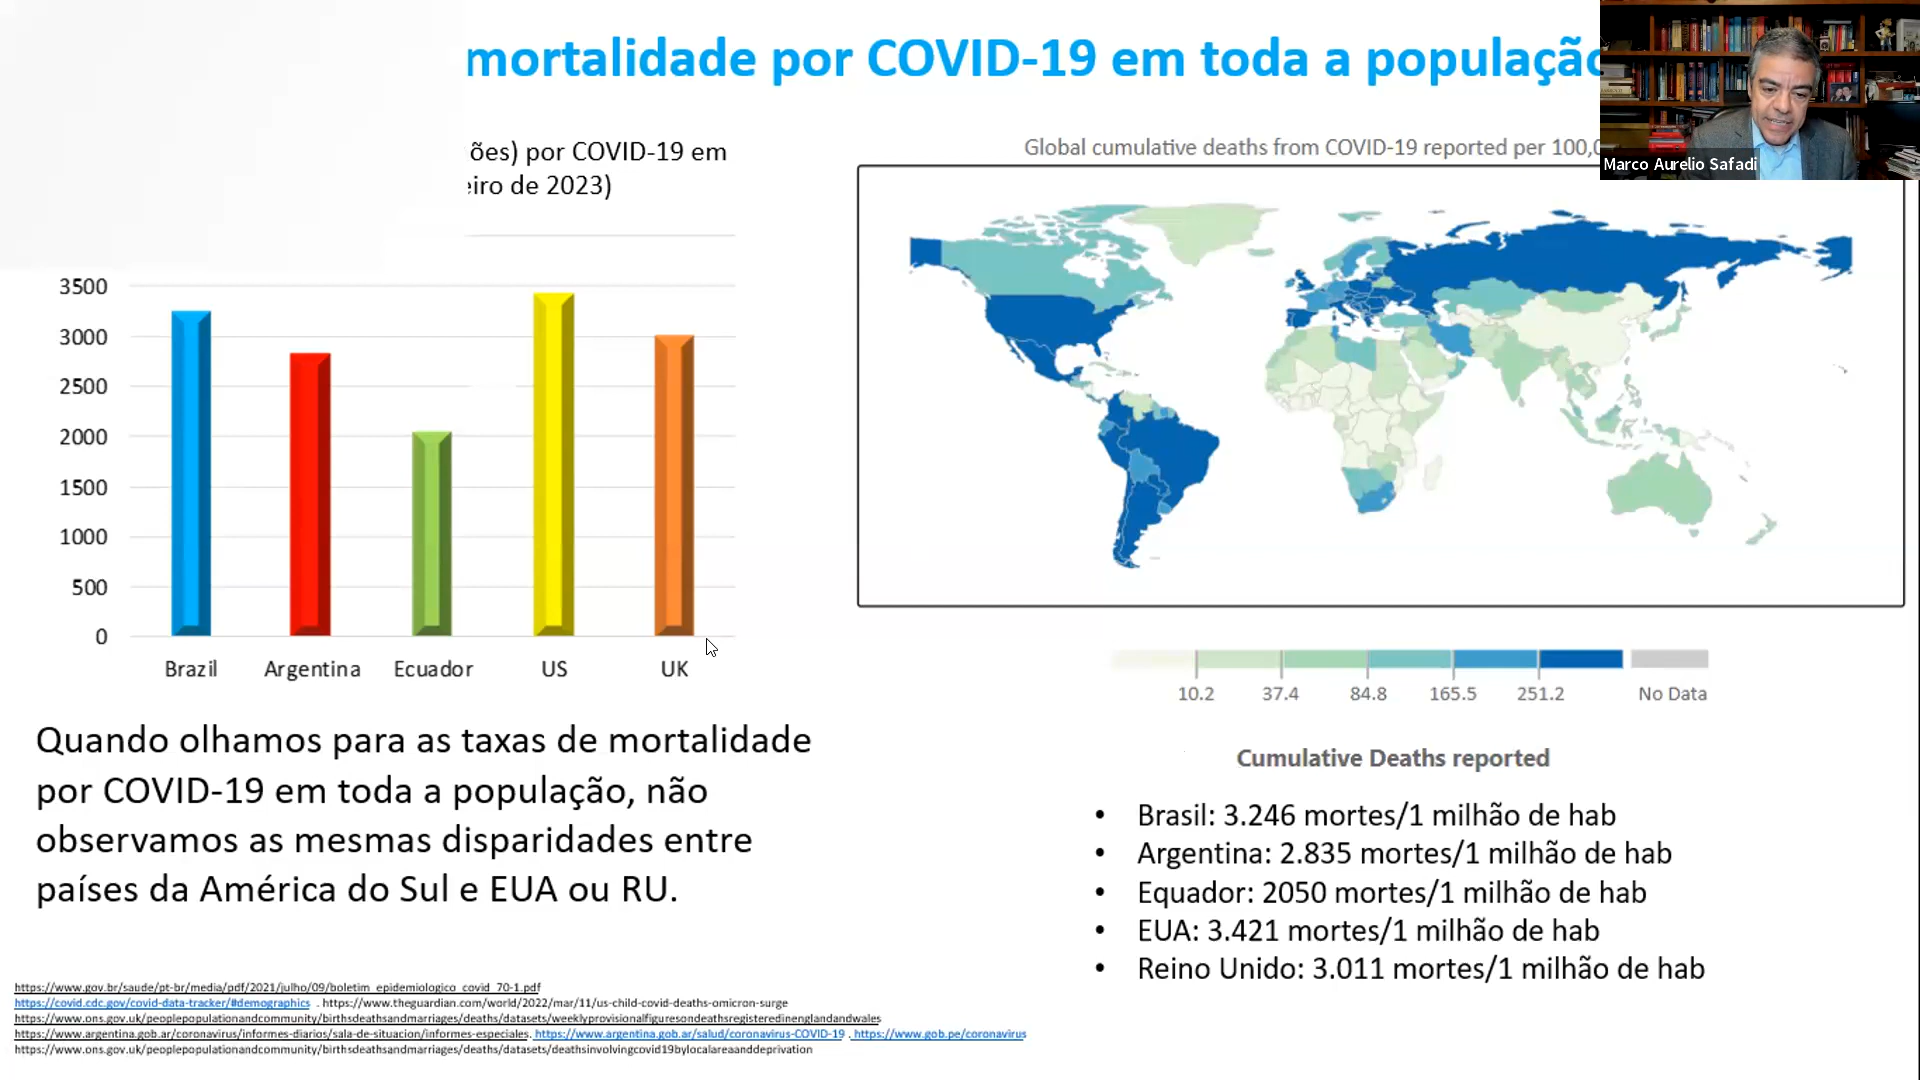 mortalidade por COVID-19 em toda a população
ões) por COVID-19 em
eiro de 2023)
Global cumulative deaths from COVID-19 reported per 100,0
Marco Aurelio Safadi
3500
3000
2500
2000
1500
1000
500
0
Brazil Argentina Ecuador US UK
10.2 37.4 84.8 165.5 251.2 No Data
Cumulative Deaths reported
Quando olhamos para as taxas de mortalidade
por COVID-19 em toda a população, não
observamos as mesmas disparidades entre
países da América do Sul e EUA ou RU.
• Brasil: 3.246 mortes/1 milhão de hab
• Argentina: 2.835 mortes/1 milhão de hab
• Equador: 2050 mortes/1 milhão de hab
• EUA: 3.421 mortes/1 milhão de hab
• Reino Unido: 3.011 mortes/1 milhão de hab
https://www.gov.br/saude/pt-br/media/pdf/2021/julho/09/boletim_epidemiologico_covid_70-1.pdf
https://covid.cdc.gov/covid-data-tracker/#demographics . https://www.theguardian.com/world/2022/mar/11/us-child-covid-deaths-omicron-surge
https://www.ons.gov.uk/peoplepopulationandcommunity/birthsdeathsandmarriages/deaths/datasets/weeklyprovisionalfiguresondeathsregisteredinenglandandwales
https://www.argentina.gob.ar/coronavirus/informes-diarios/sala-de-situacion/informes-especiales. https://www.argentina.gob.ar/salud/coronavirus-COVID-19 . https://www.gob.pe/coronavirus
https://www.ons.gov.uk/peoplepopulationandcommunity/birthsdeathsandmarriages/deaths/datasets/deathsinvolvingcovid19bylocalareaanddeprivation